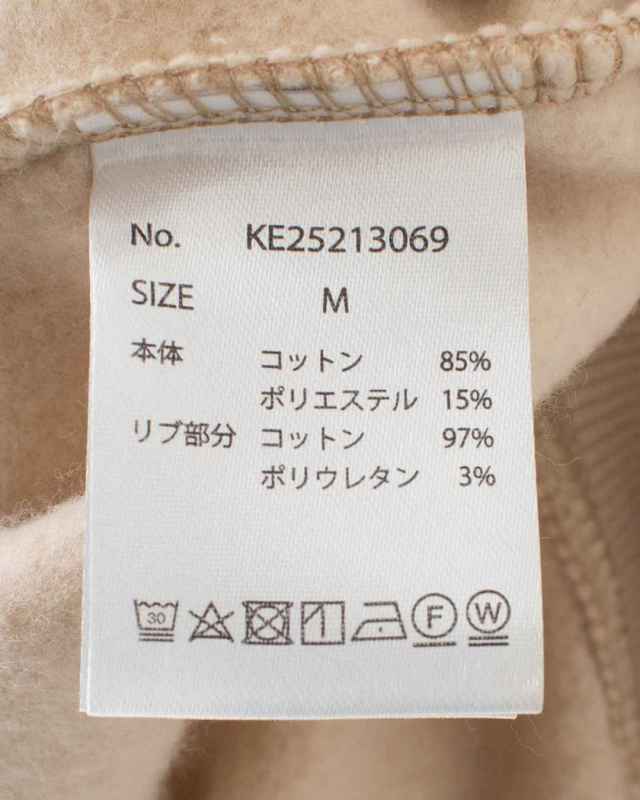 No. KE25213069
SIZE M
本体 コットン 85%
ポリエステル 15%
リブ部分 コットン 97%
ポリウレタン 3%
30 F W